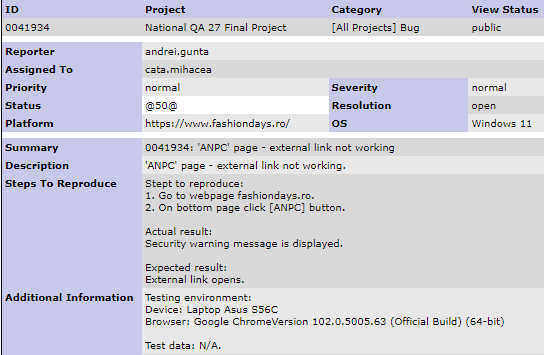 ID Project Category View Status
0041934 National QA 27 Final Project [All Projects] Bug public
Reporter andrei.gunta
Assigned To cata.mihacea
Priority normal Severity normal
Status @50@ Resolution open
Platform https://www.fashiondays.ro/ OS Windows 11
Summary 0041934: 'ANPC' page - external link not working
Description 'ANPC' page - external link not working.
Steps To Reproduce Stept to reproduce:
1. Go to webpage fashiondays.ro.
2. On bottom page click [ANPC] button.
Actual result:
Security warning message is displayed.
Expected result:
External link opens.
Additional Information Testing environment:
Device: Laptop Asus S56C
Browser: Google ChromeVersion 102.0.5005.63 (Official Build) (64-bit)
Test data: N/A.